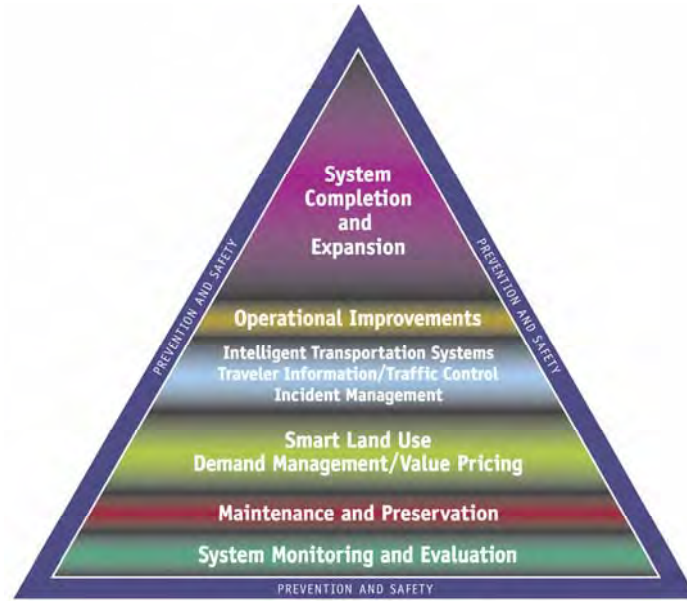 System
Completion
and
Expansion
Operational Improvements
Intelligent Transportation Systems
Traveler Information/Traffic Control
Incident Management
Smart Land Use
Demand Management/Value Pricing
Maintenance and Preservation
System Monitoring and Evaluation
PREVENTION AND SAFETY
PREVENTION AND SAFETY
PREVENTION AND SAFETY